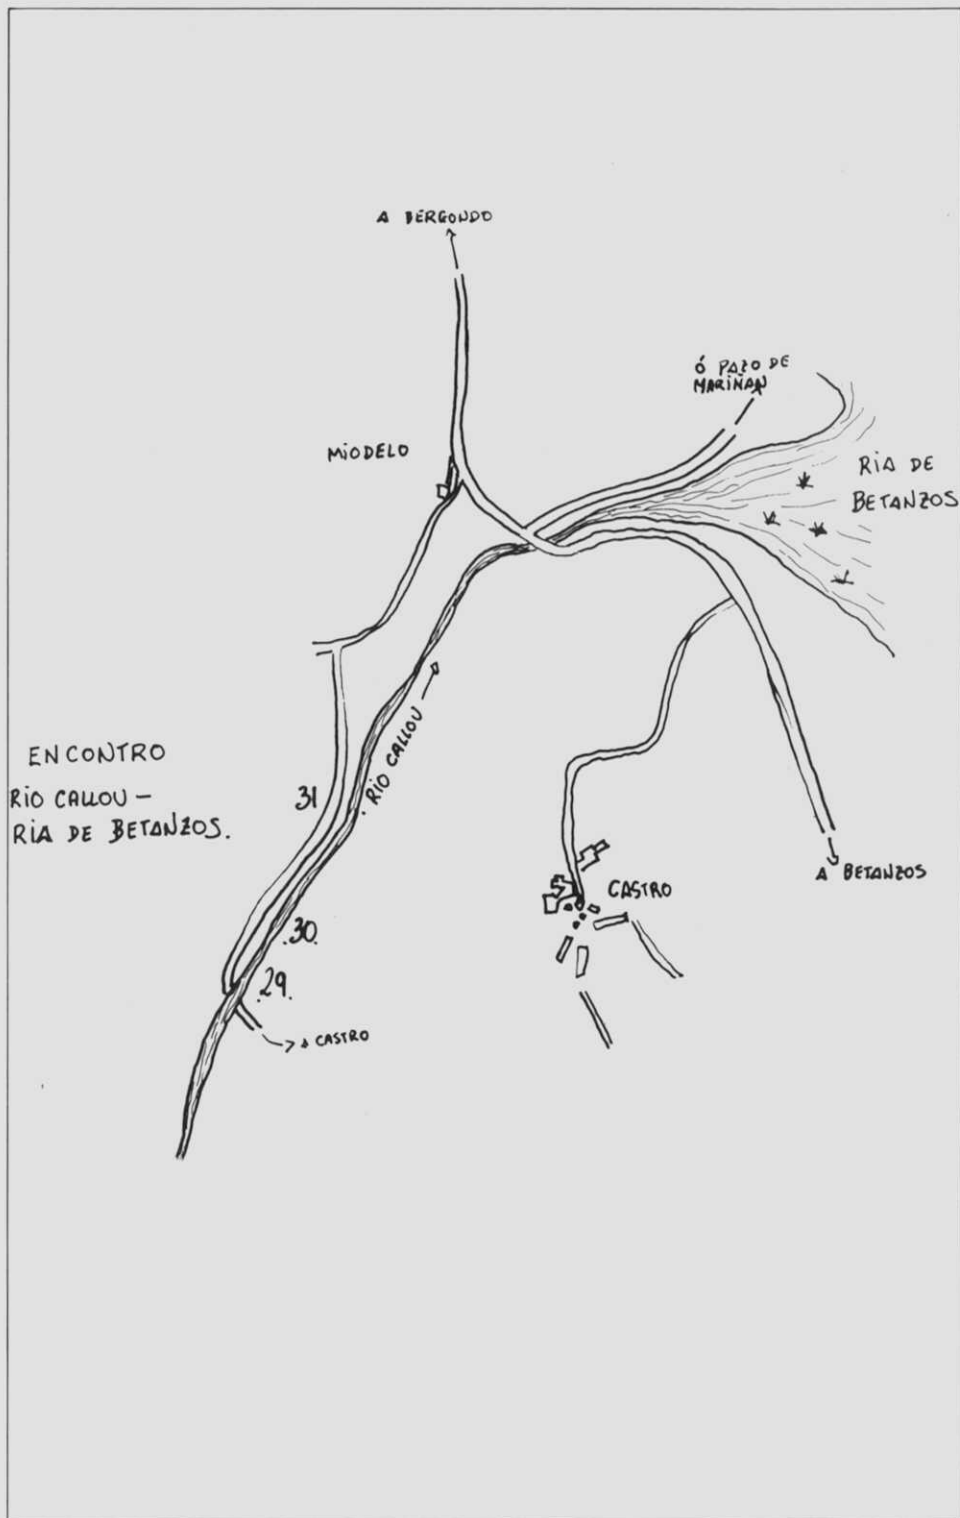 A BERGONDO
Ó PAZO DE
MARIÑAN
MIODELO
RIA DE
BETANZOS
RIO CALLOU
ENCONTRO
RIO CALLOU –
RIA DE BETANZOS.
31
A BETANZOS
CASTRO
.30.
.29.
A CASTRO